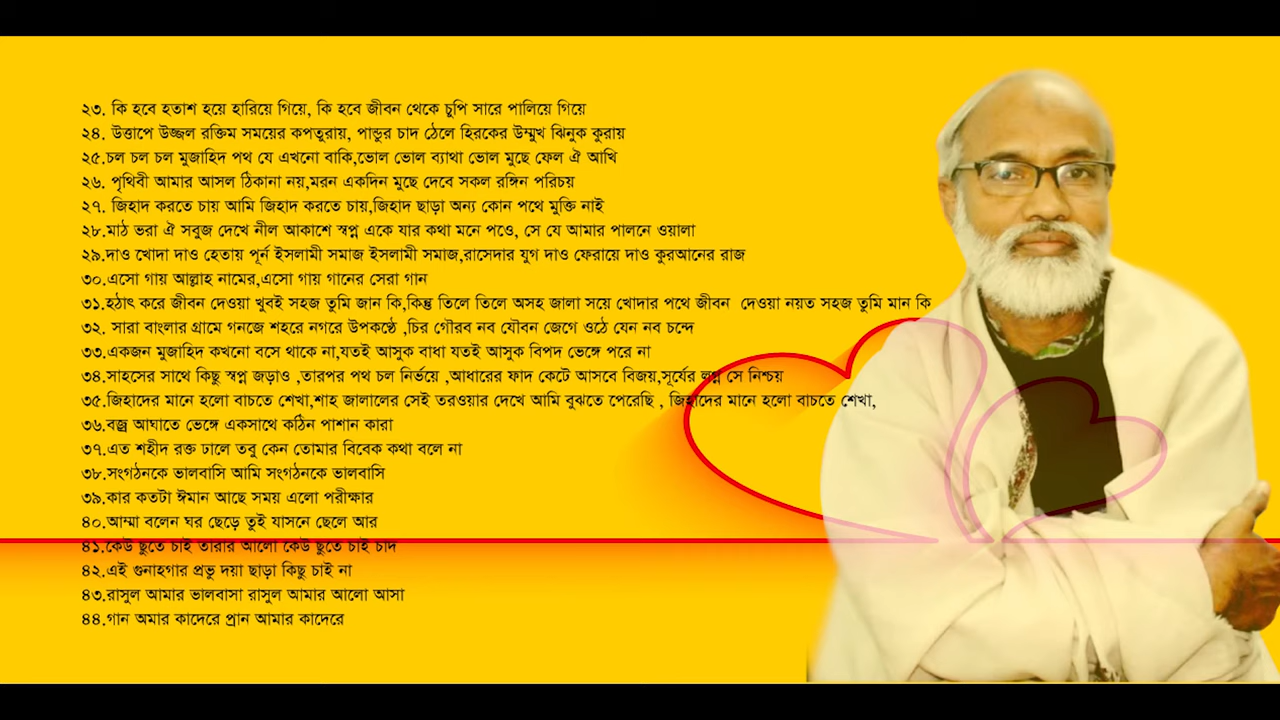 ২৩. কি হবে হতাশ হয়ে হারিয়ে গিয়ে, কি হবে জীবন থেকে চুপি সারে পালিয়ে গিয়ে
২৪. উত্তাপে উজ্জল রক্তিম সময়ের কপতুরায়, পান্ডুর চাদ ঠেলে হিরকের উম্মুখ ঝিনুক কুরায়
২৫.চল চল চল মুজাহিদ পথ যে এখনো বাকি,ভোল ভোল ব্যাথা ভোল মুছে ফেল ঐ আখি
২৬. পৃথিবী আমার আসল ঠিকানা নয়,মরন একদিন মুছে দেবে সকল রঙ্গিন পরিচয়
২৭. জিহাদ করতে চায় আমি জিহাদ করতে চায়,জিহাদ ছাড়া অন্য কোন পথে মুক্তি নাই
২৮.মাঠ ভরা ঐ সবুজ দেখে নীল আকাশে স্বপ্ন একে যার কথা মনে পওে, সে যে আমার পালনে ওয়ালা
২৯.দাও খোদা দাও হেতায় পূর্ন ইসলামী সমাজ ইসলামী সমাজ,রাসেদার যুগ দাও ফেরায়ে দাও কুরআনের রাজ
৩০.এসো গায় আল্লাহ নামের,এসো গায় গানের সেরা গান
৩১.হঠাৎ করে জীবন দেওয়া খুবই সহজ তুমি জান কি,কিন্তু তিলে তিলে অসহ জালা সয়ে খোদার পথে জীবন দেওয়া নয়ত সহজ তুমি মান কি
৩২. সারা বাংলার গ্রামে গনজে শহরে নগরে উপকণ্ঠে ,চির গৌরব নব যৌবন জেগে ওঠে যেন নব চন্দে
৩৩.একজন মুজাহিদ কখনো বসে থাকে না,যতই আসুক বাধা যতই আসুক বিপদ ভেঙ্গে পরে না
৩৪.সাহসের সাথে কিছু স্বপ্ন জড়াও ,তারপর পথ চল নির্ভয়ে ,আধারের ফাদ কেটে আসবে বিজয়,সূর্যের লগ্ন সে নিশ্চয়
৩৫.জিহাদের মানে হলো বাচতে শেখা,শাহ জালালের সেই তরওয়ার দেখে আমি বুঝতে পেরেছি , জিহাদের মানে হলো বাচতে শেখা,
৩৬.বজ্র আঘাতে ভেঙ্গে একসাথে কঠিন পাশান কারা
৩৭.এত শহীদ রক্ত ঢালে তবু কেন তোমার বিবেক কথা বলে না
৩৮.সংগঠনকে ভালবাসি আমি সংগঠনকে ভালবাসি
৩৯.কার কতটা ঈমান আছে সময় এলো পরীক্ষার
৪০.আম্মা বলেন ঘর ছেড়ে তুই যাসনে ছেলে আর
৪১.কেউ ছুতে চাই তারার আলো কেউ ছুতে চাই চাদ
৪২.এই গুনাহগার প্রভু দয়া ছাড়া কিছু চাই না
৪৩.রাসুল আমার ভালবাসা রাসুল আমার আলো আসা
৪৪.গান অমার কাদেরে প্রান আমার কাদেরে